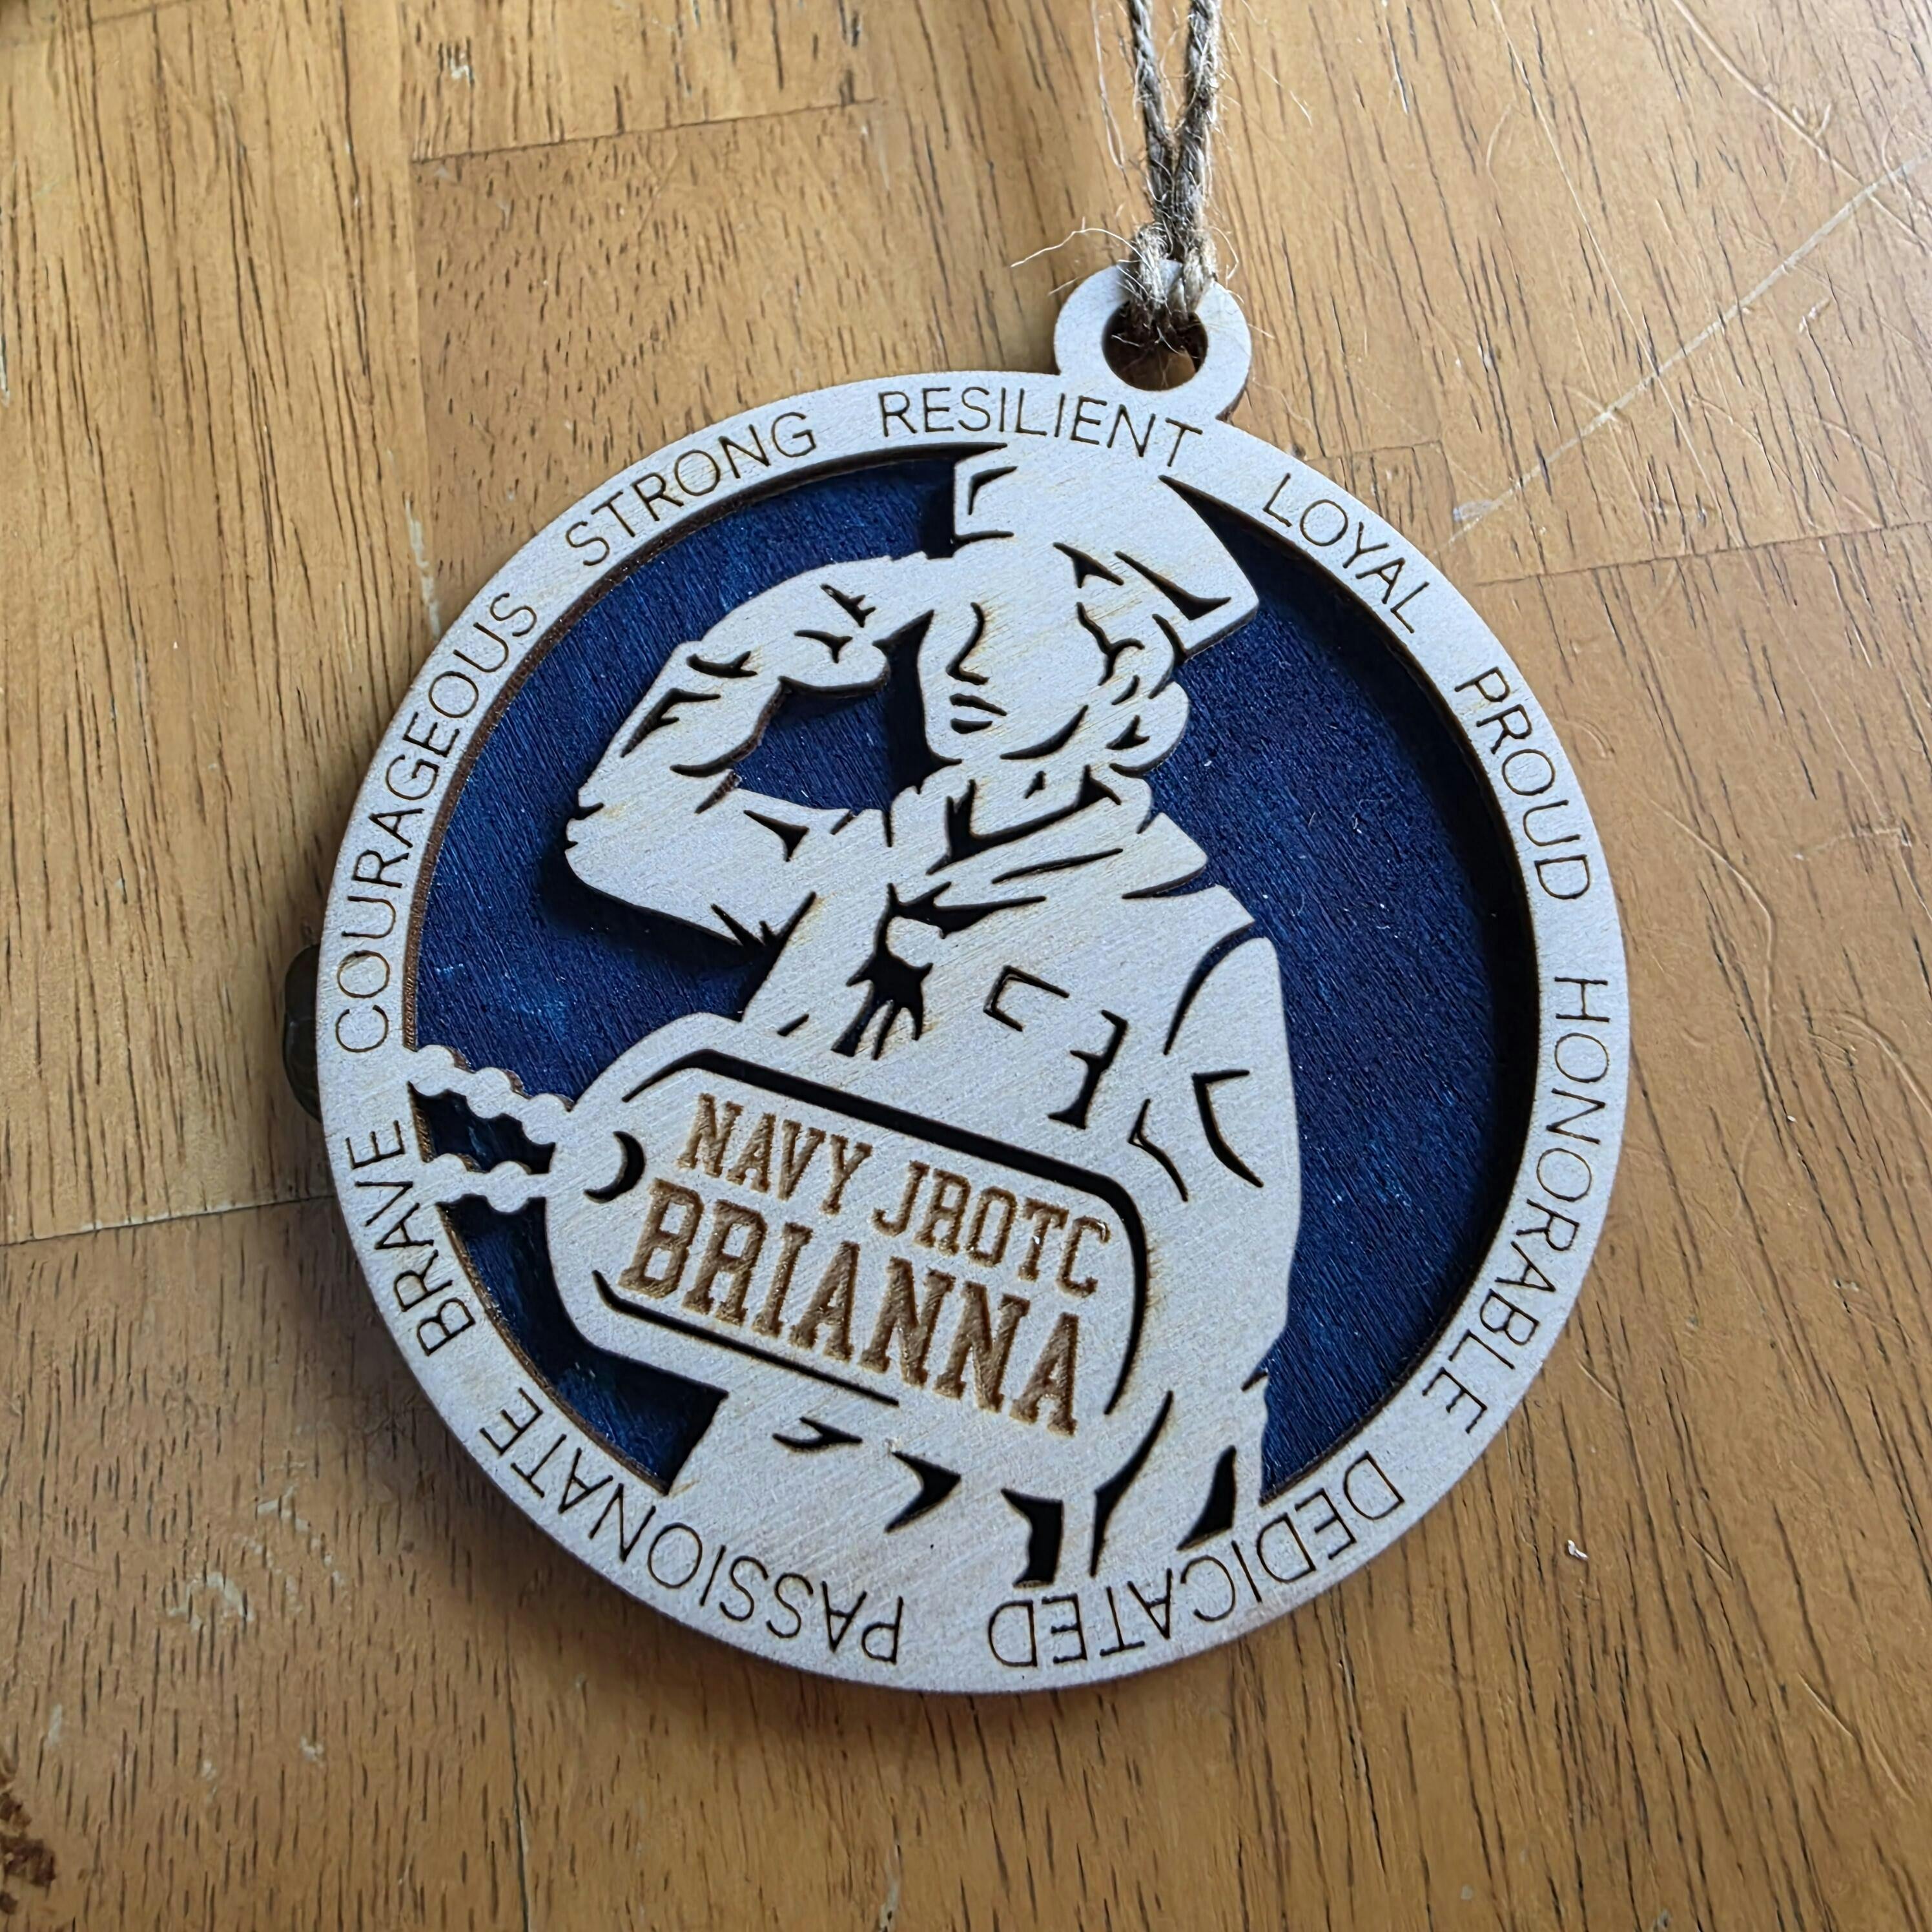 PASSIONATE BRAVE COURAGEOUS STRONG RESILIENT LOYAL PROUD HONORABLE DEDICATED
NAVY JROTC
BRIANNA